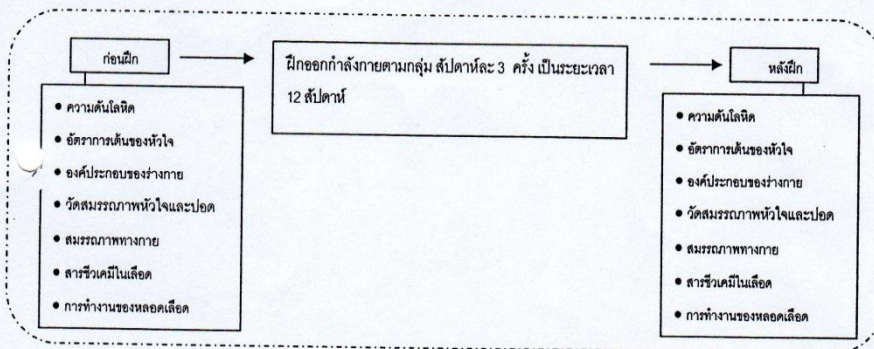 ก่อนฝึก
ฝึกออกกำลังกายตามกลุ่ม สัปดาห์ละ 3 ครั้ง เป็นระยะเวลา
12 สัปดาห์
หลังฝึก
• ความดันโลหิต
• อัตราการเต้นของหัวใจ
• องค์ประกอบของร่างกาย
• วัดสมรรถภาพหัวใจและปอด
• สมรรถภาพทางกาย
• สารชีวเคมีในเลือด
• การทำงานของหลอดเลือด
• ความดันโลหิต
• อัตราการเต้นของหัวใจ
• องค์ประกอบของร่างกาย
• วัดสมรรถภาพหัวใจและปอด
• สมรรถภาพทางกาย
• สารชีวเคมีในเลือด
• การทำงานของหลอดเลือด